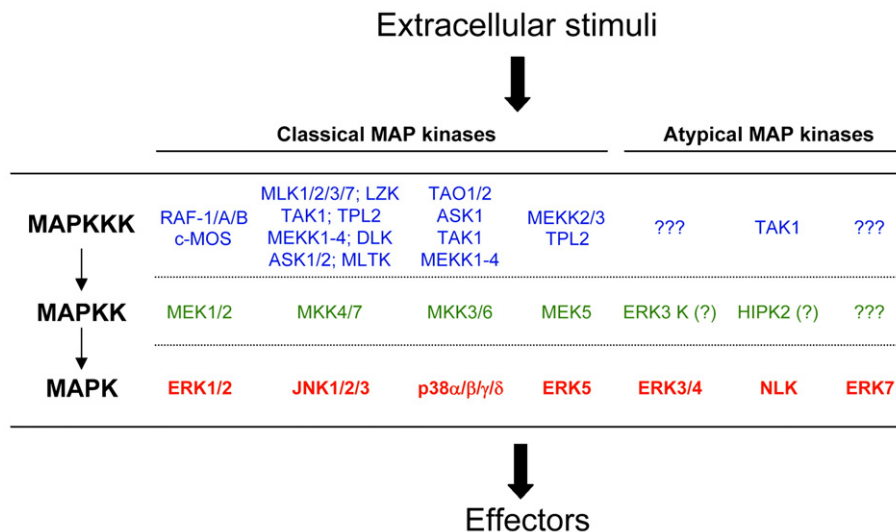 Extracellular stimuli
Classical MAP kinases Atypical MAP kinases
MAPKKK
RAF-1/A/B
c-MOS
MLK1/2/3/7; LZK
TAK1; TPL2
MEKK1-4; DLK
ASK1/2; MLTK
TAO1/2
ASK1
TAK1
MEKK1-4
MEKK2/3
TPL2
???
TAK1
???
MAPKK MEK1/2 MKK4/7 MKK3/6 MEK5 ERK3 K (?) HIPK2 (?) ???
MAPK ERK1/2 JNK1/2/3 p38α/β/γ/δ ERK5 ERK3/4 NLK ERK7
Effectors